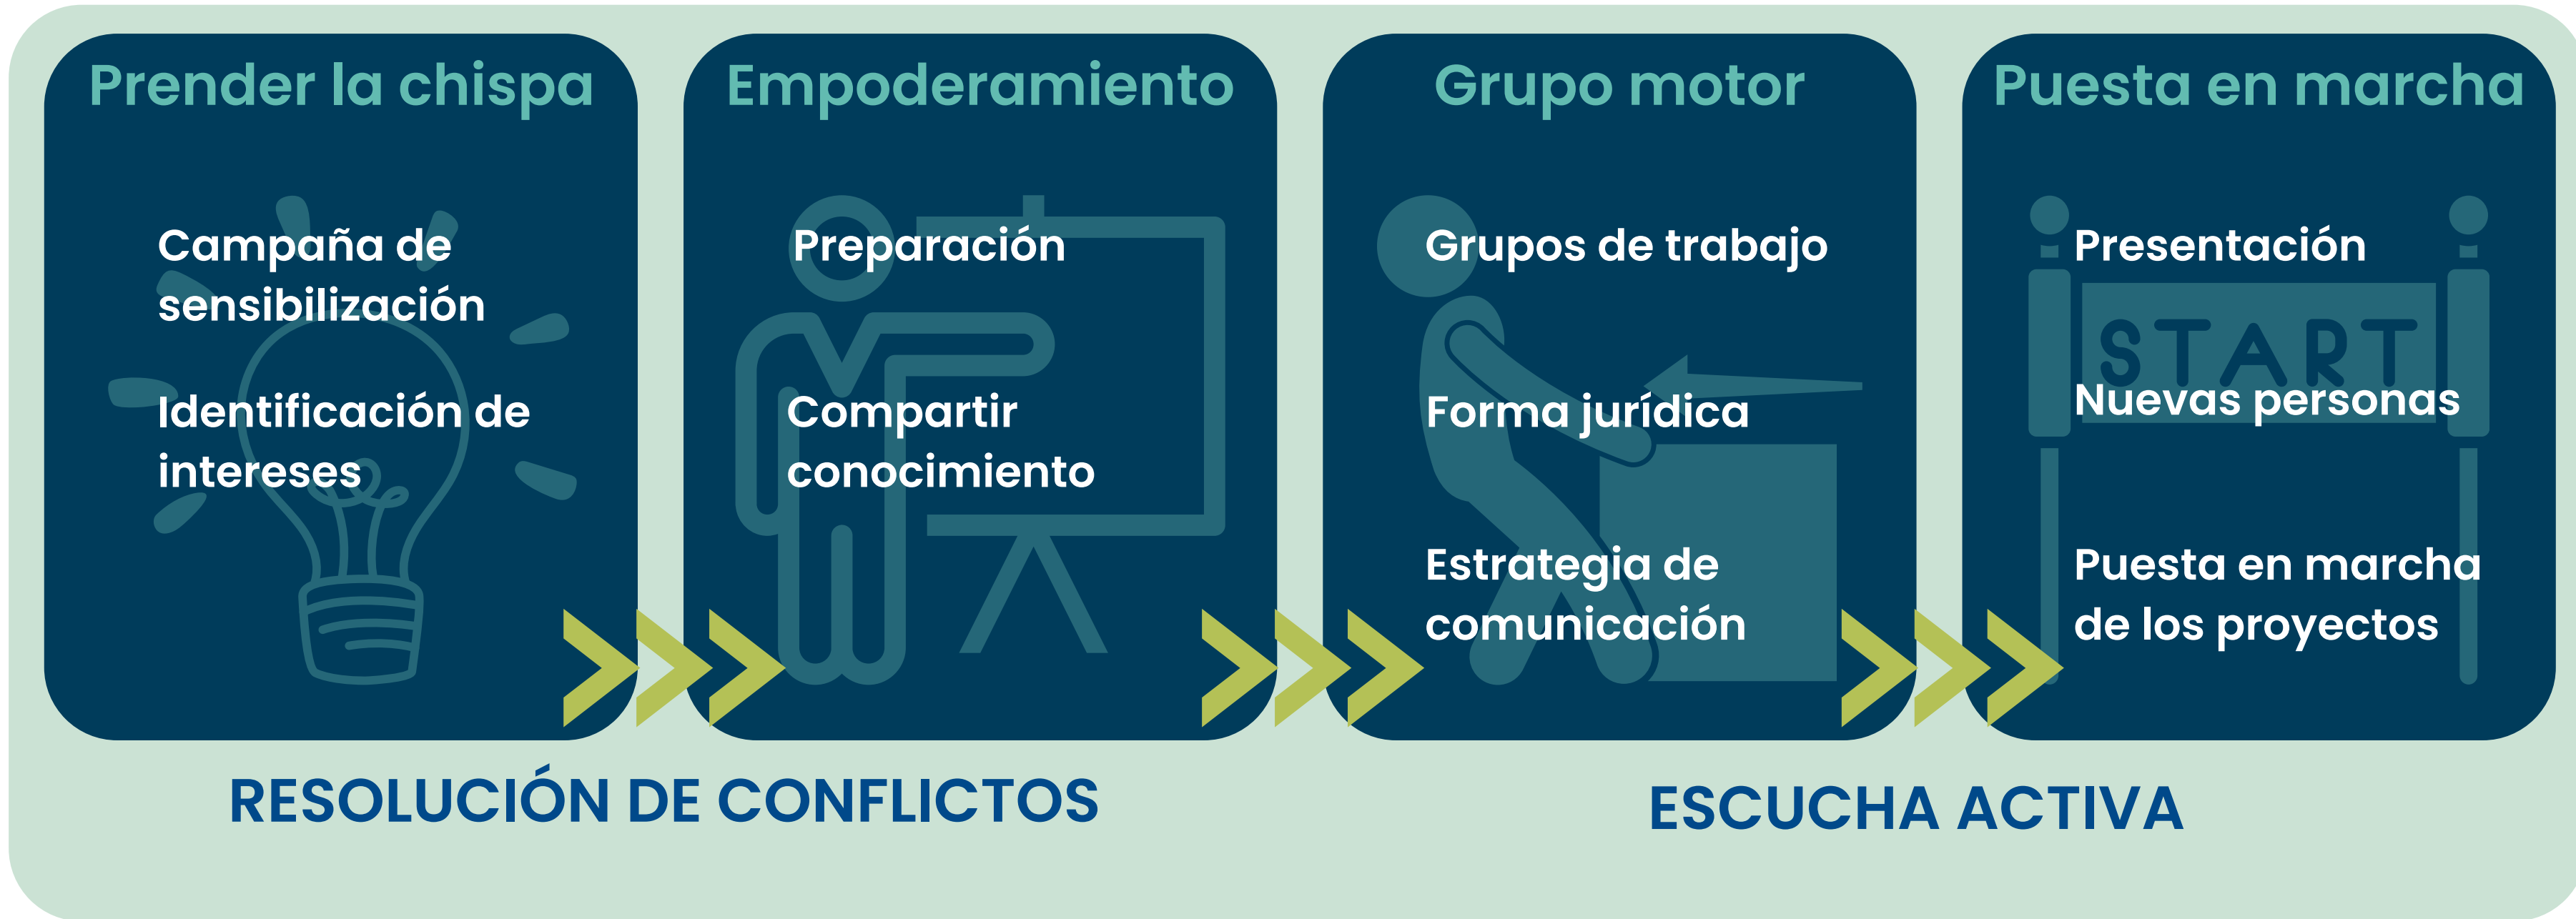 Prender la chispa
Campaña de
sensibilización
Identificación de
intereses
Empoderamiento
Preparación
Compartir
conocimiento
Grupo motor
Grupos de trabajo
Forma jurídica
Estrategia de
comunicación
Puesta en marcha
Presentación
START
Nuevas personas
Puesta en marcha
de los proyectos
RESOLUCIÓN DE CONFLICTOS
ESCUCHA ACTIVA